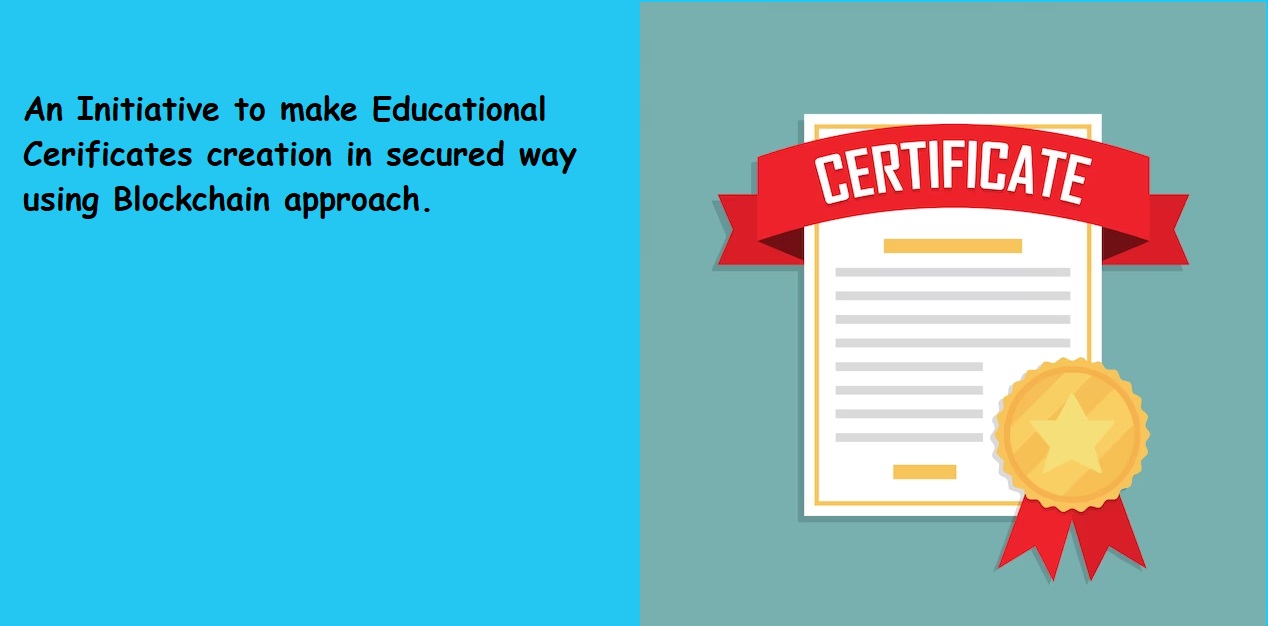 An Initiative to make Educational
Cerificates creation in secured way
using Blockchain approach.
CERTIFICATE